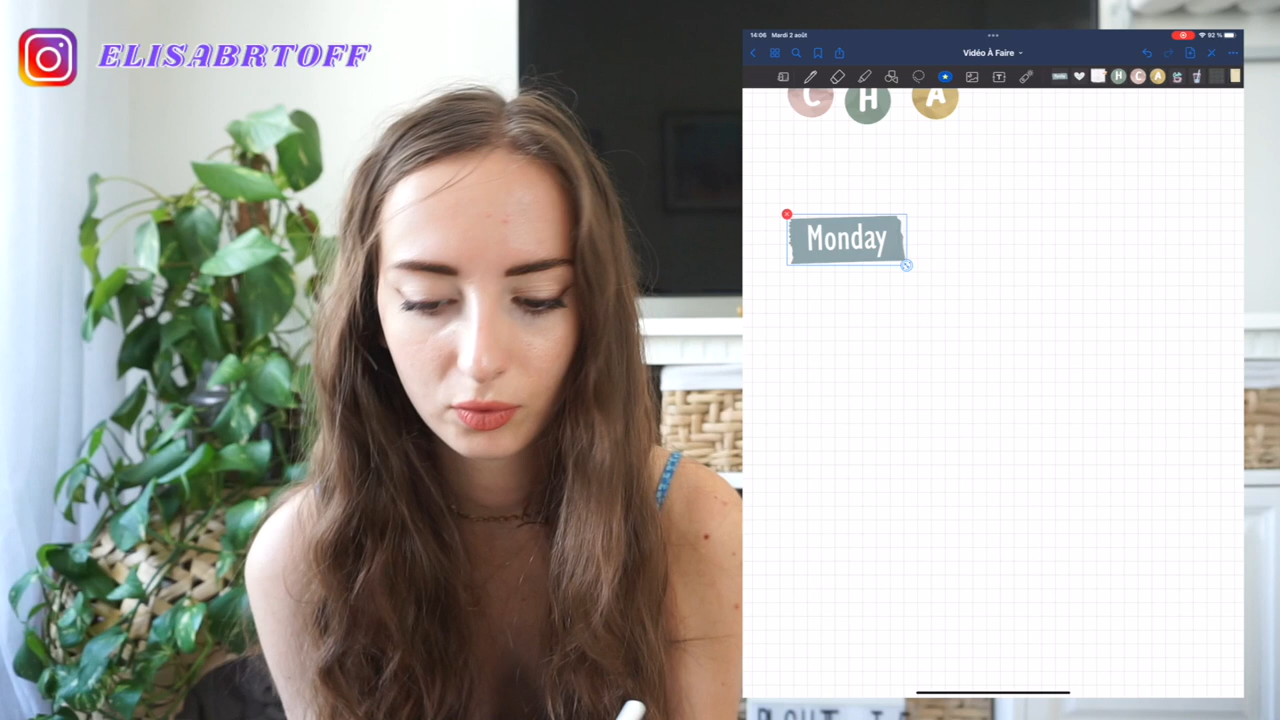 ELISABRTOFF
14:06 Mardi 2 août
92 %
Vidéo À Faire
H C A
C H A
Monday